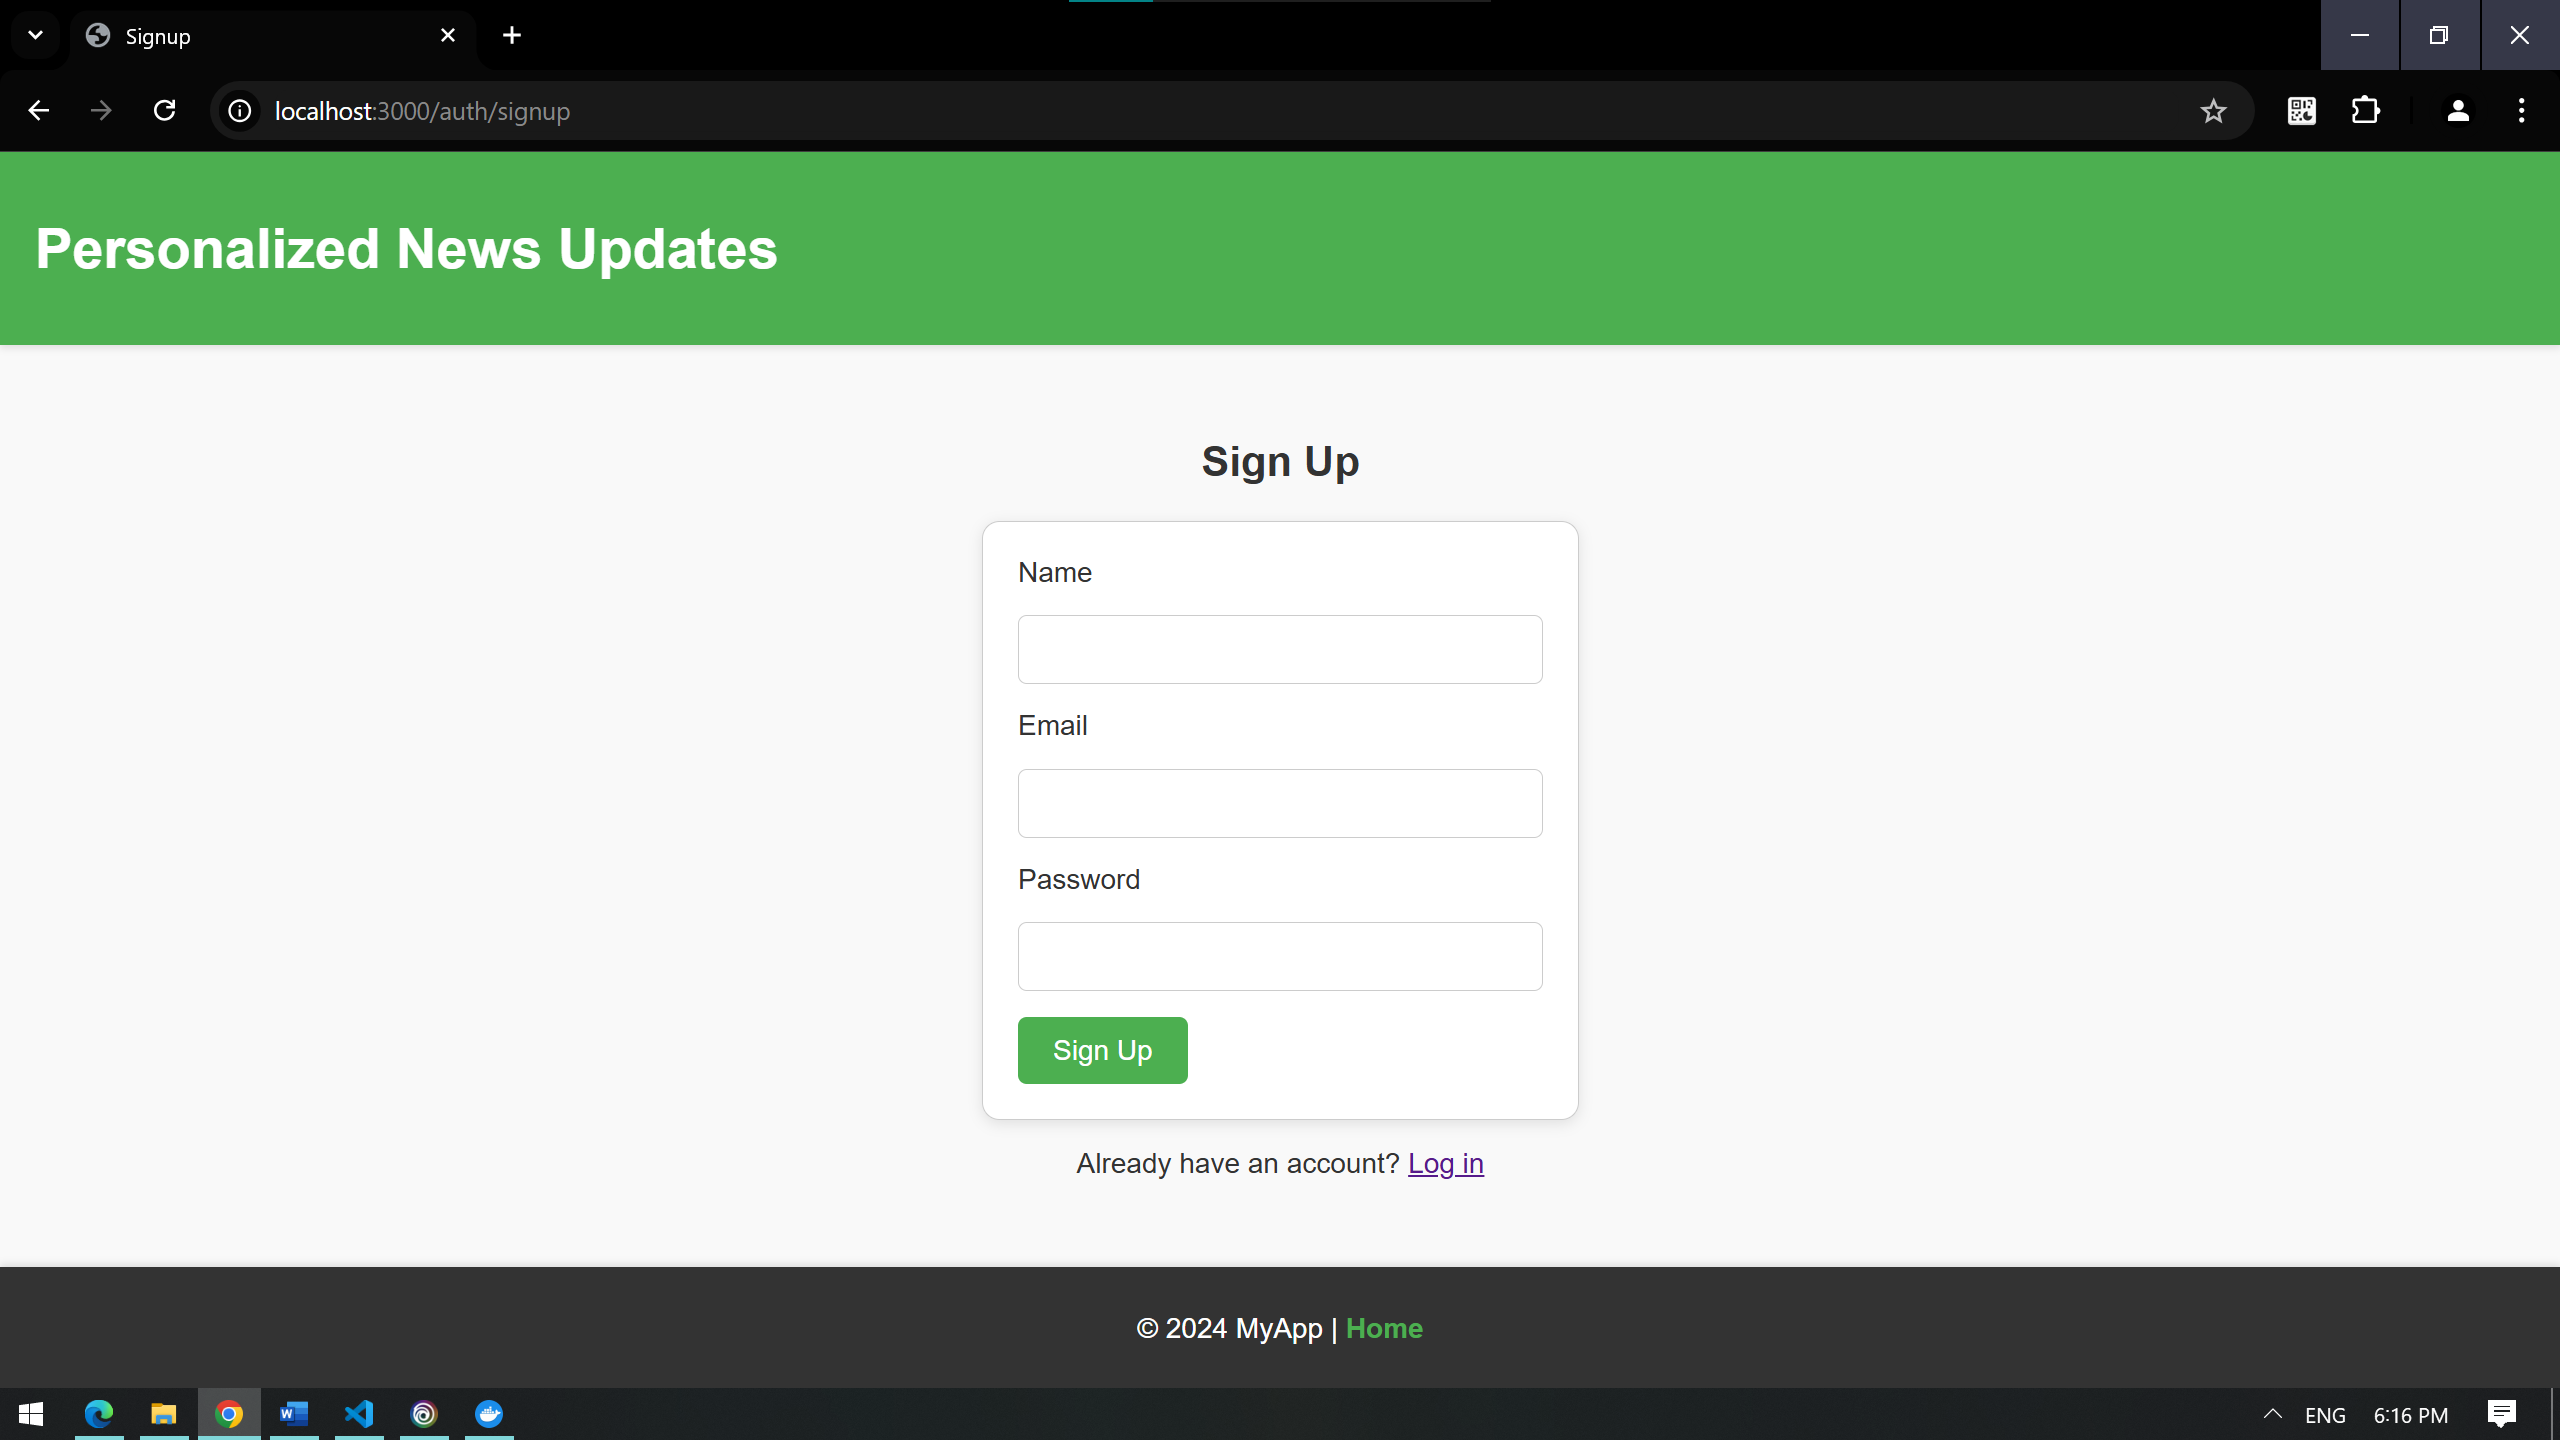 Signup
localhost:3000/auth/signup
Personalized News Updates
Sign Up
Name
Email
Password
Sign Up
Already have an account? Log in
© 2024 MyApp | Home
ENG 6:16 PM